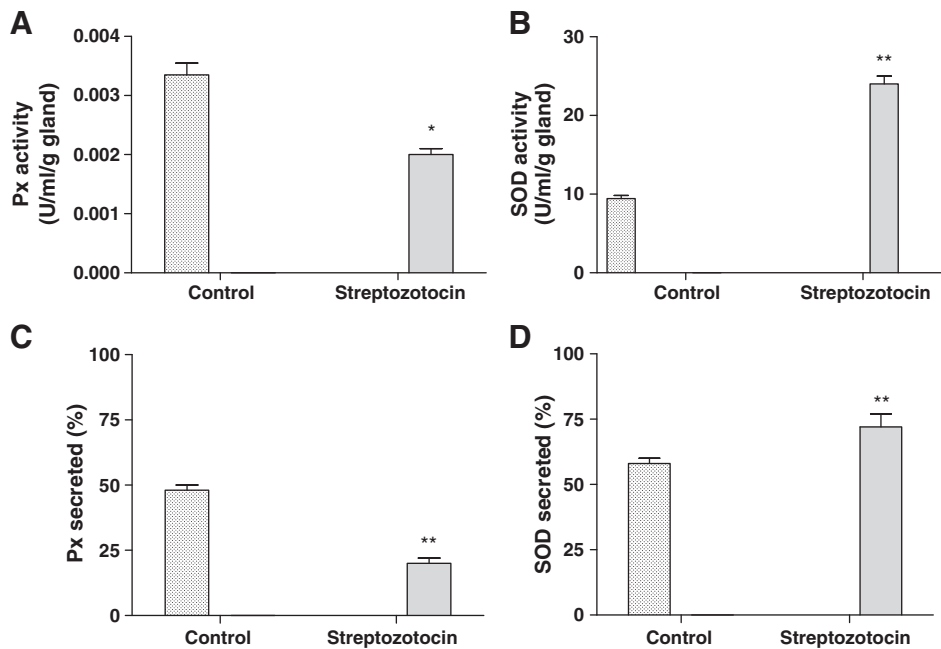 A
Px activity
(U/ml/g gland)
0.004
0.003
0.002
0.001
0.000
*
Control
Streptozotocin
B
SOD activity
(U/ml/g gland)
30
20
10
0
**
Control
Streptozotocin
C
Px secreted (%)
100
75
50
25
0
**
Control
Streptozotocin
D
SOD secreted (%)
100
75
50
25
0
**
Control
Streptozotocin